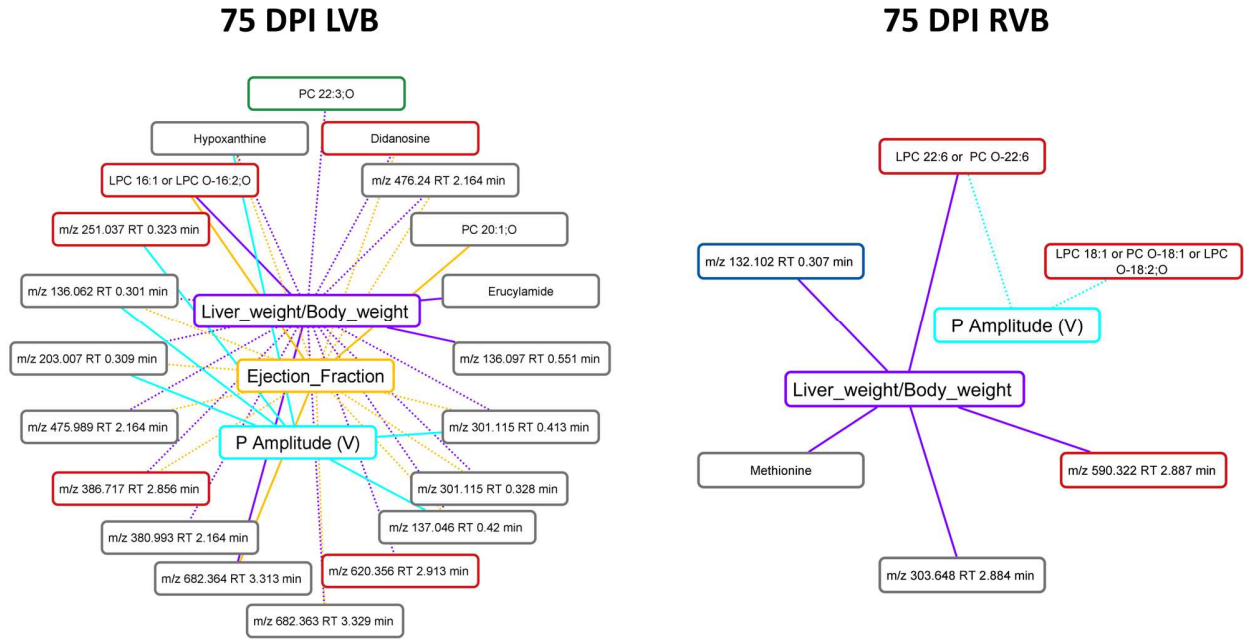 75 DPI LVB
PC 22:3;O
Hypoxanthine
Didanosine
LPC 16:1 or LPC O-16:2;O
m/z 476.24 RT 2.164 min
m/z 251.037 RT 0.323 min
PC 20:1;O
m/z 136.062 RT 0.301 min
Erucylamide
Liver_weight/Body_weight
m/z 203.007 RT 0.309 min
m/z 136.097 RT 0.551 min
Ejection_Fraction
m/z 475.989 RT 2.164 min
P Amplitude (V)
m/z 301.115 RT 0.413 min
m/z 386.717 RT 2.856 min
m/z 301.115 RT 0.328 min
m/z 380.993 RT 2.164 min
m/z 137.046 RT 0.42 min
m/z 682.364 RT 3.313 min
m/z 620.356 RT 2.913 min
m/z 682.363 RT 3.329 min
75 DPI RVB
LPC 22:6 or PC O-22:6
m/z 132.102 RT 0.307 min
LPC 18:1 or PC O-18:1 or LPC
O-18:2;O
P Amplitude (V)
Liver_weight/Body_weight
Methionine
m/z 590.322 RT 2.887 min
m/z 303.648 RT 2.884 min